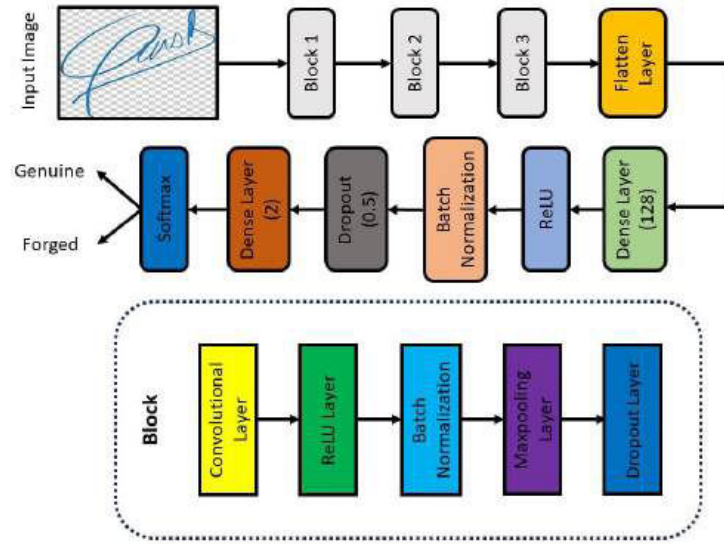 Input Image
Block 1
Block 2
Block 3
Flatten
Layer
Dense Layer
(128)
ReLU
Batch
Normalization
Dropout
(0.5)
Dense Layer
(2)
Softmax
Genuine
Forged
Block
Convolutional
Layer
ReLU Layer
Batch
Normalization
Maxpooling
Layer
Dropout Layer